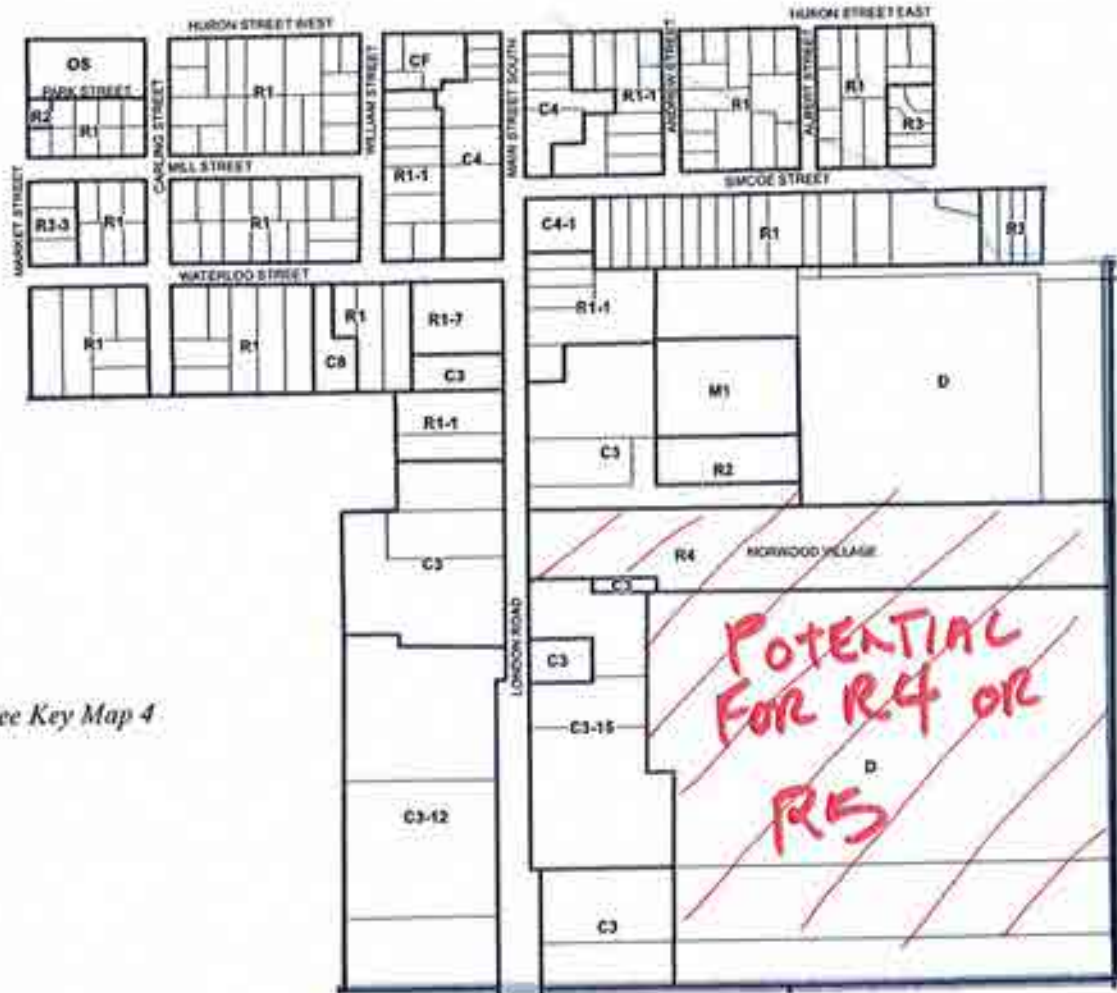 HURON STREET WEST
HURON STREET EAST
OS
PARK STREET
R2
R1
CARLING STREET
R1
WILLIAM STREET
CF
C4
R1-1
MAIN STREET SOUTH
C4
R1-1
ANDREW STREET
R1
ALBERT STREET
R1
R3
MILL STREET
SIMCOE STREET
MARKET STREET
R3-3
R1
R1
C4-1
R1
WATERLOO STREET
R1
R1
C8
R1
R1-7
C3
R1-1
R1-1
M1
D
C3
R2
C3
R4
NORWOOD VILLAGE
C3
LONDON ROAD
C3
C3-15
POTENTIAL
FOR R4 OR
R5
D
ee Key Map 4
C3-12
C3